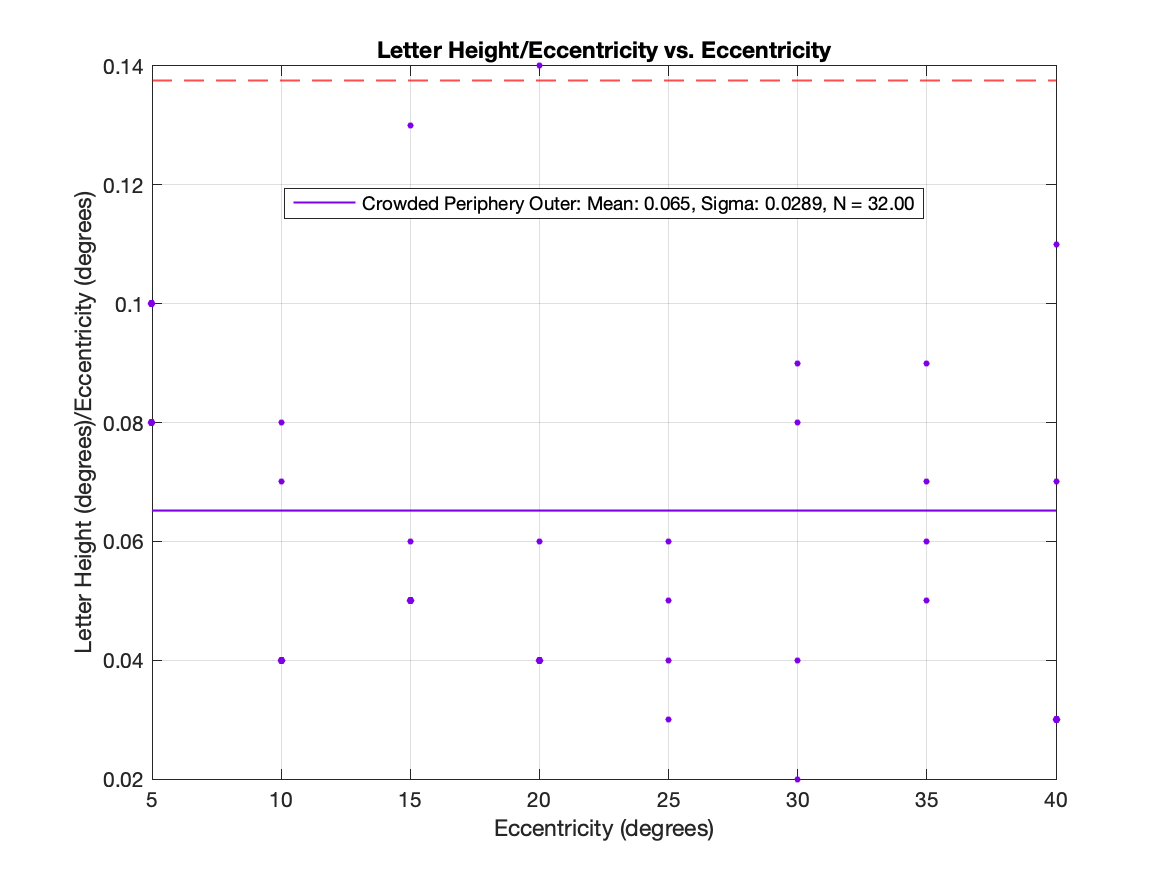 Letter Height/Eccentricity vs. Eccentricity
0.14
0.12
0.1
0.08
0.06
0.04
0.02
Letter Height (degrees)/Eccentricity (degrees)
Crowded Periphery Outer: Mean: 0.065, Sigma: 0.0289, N = 32.00
5 10 15 20 25 30 35 40
Eccentricity (degrees)